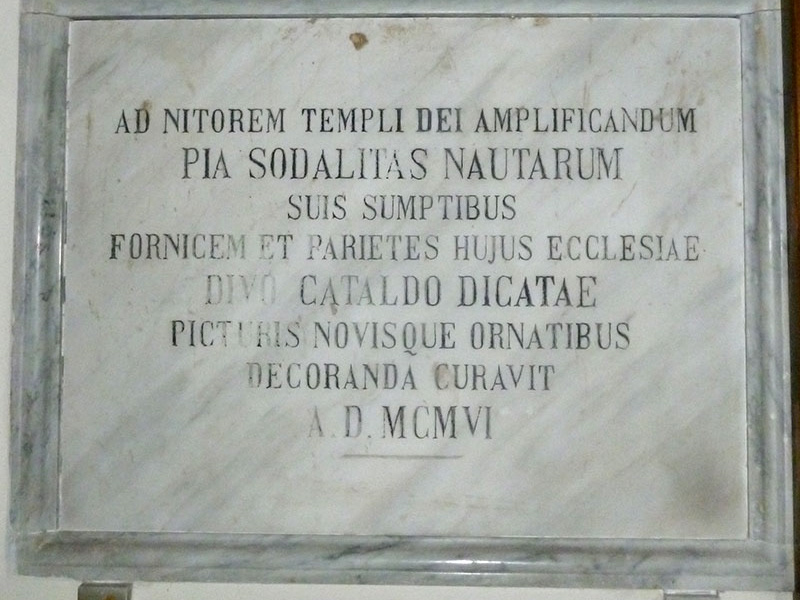 AD NITOREM TEMPLI DEI AMPLIFICANDUM
PIA SODALITAS NAUTARUM
SUIS SUMPTIBUS
FORNICEM ET PARIETES HUJUS ECCLESIAE
DIVO CATALDO DICATAE
PICTURIS NOVISQUE ORNATIBUS
DECORANDA CURAVIT
A. D. MCMVI